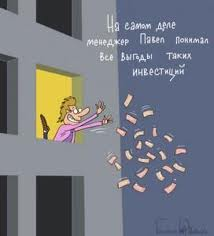 На самом деле
менеджер Павел понимал
все выгоды таких
инвестиций